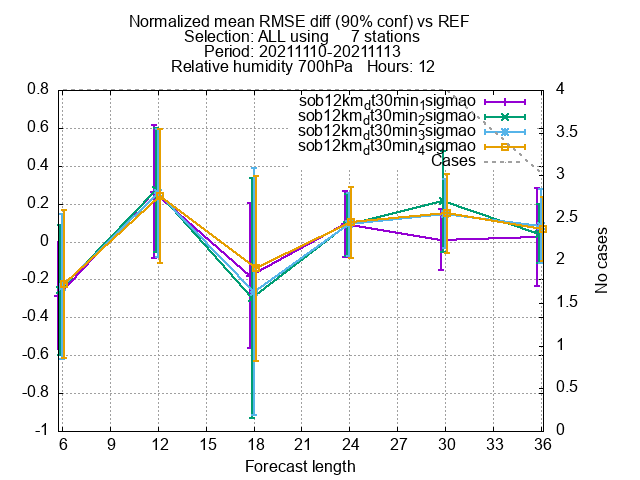 Normalized mean RMSE diff (90% conf) vs REF
Selection: ALL using 7 stations
Period: 20211110-20211113
Relative humidity 700hPa Hours: 12
sob12km_dt30min_1sigmao
sob12km_dt30min_2sigmao
sob12km_dt30min_3sigmao
sob12km_dt30min_4sigmao
Cases
0.8
0.6
0.4
0.2
0
-0.2
-0.4
-0.6
-0.8
-1
4
3.5
3
2.5
2
1.5
1
0.5
0
No cases
6 9 12 15 18 21 24 27 30 33 36
Forecast length